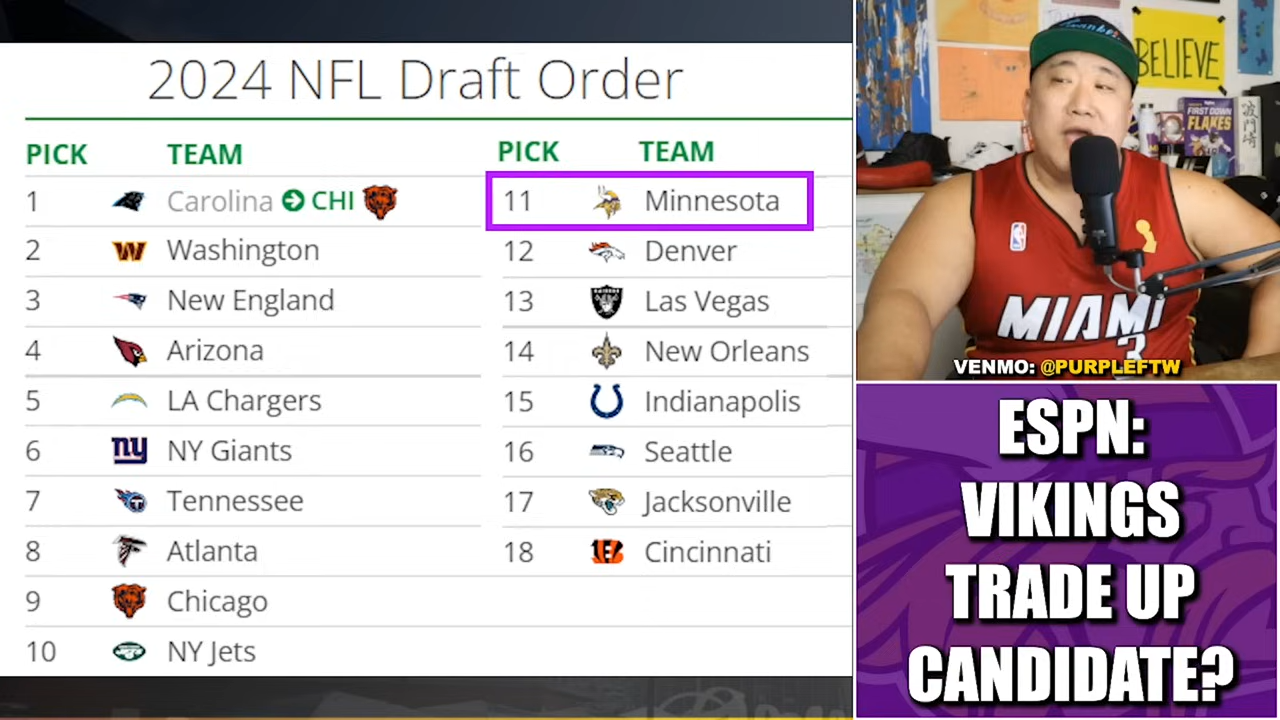 2024 NFL Draft Order
PICK TEAM
1 Carolina CHI
2 Washington
3 New England
4 Arizona
5 LA Chargers
6 NY Giants
7 Tennessee
8 Atlanta
9 Chicago
10 NY Jets
PICK TEAM
11 Minnesota
12 Denver
13 Las Vegas
14 New Orleans
15 Indianapolis
16 Seattle
17 Jacksonville
18 Cincinnati
BELIEVE
FIRST DOWN
FLAKES
MIAMI
3
VENMO: @PURPLEFTW
ESPN:
VIKINGS
TRADE UP
CANDIDATE?